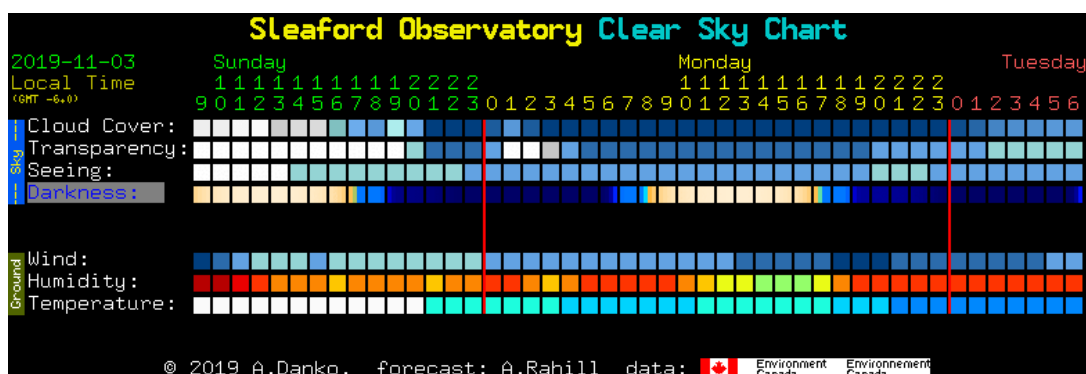 Sleaford Observatory Clear Sky Chart
2019-11-03 Sunday Monday Tuesday
Local Time 1 1 1 1 1 1 1 1 1 1 2 2 2 2 1 1 1 1 1 1 1 1 1 1 2 2 2 2
(GMT -6.0) 9 0 1 2 3 4 5 6 7 8 9 0 1 2 3 0 1 2 3 4 5 6 7 8 9 0 1 2 3 4 5 6 7 8 9 0 1 2 3 0 1 2 3 4 5 6
Sky
Cloud Cover:
Transparency:
Seeing:
Darkness:
Ground
Wind:
Humidity:
Temperature:
© 2019 A.Danko, forecast: A.Rahill data: Environment Environnement
Canada Canada